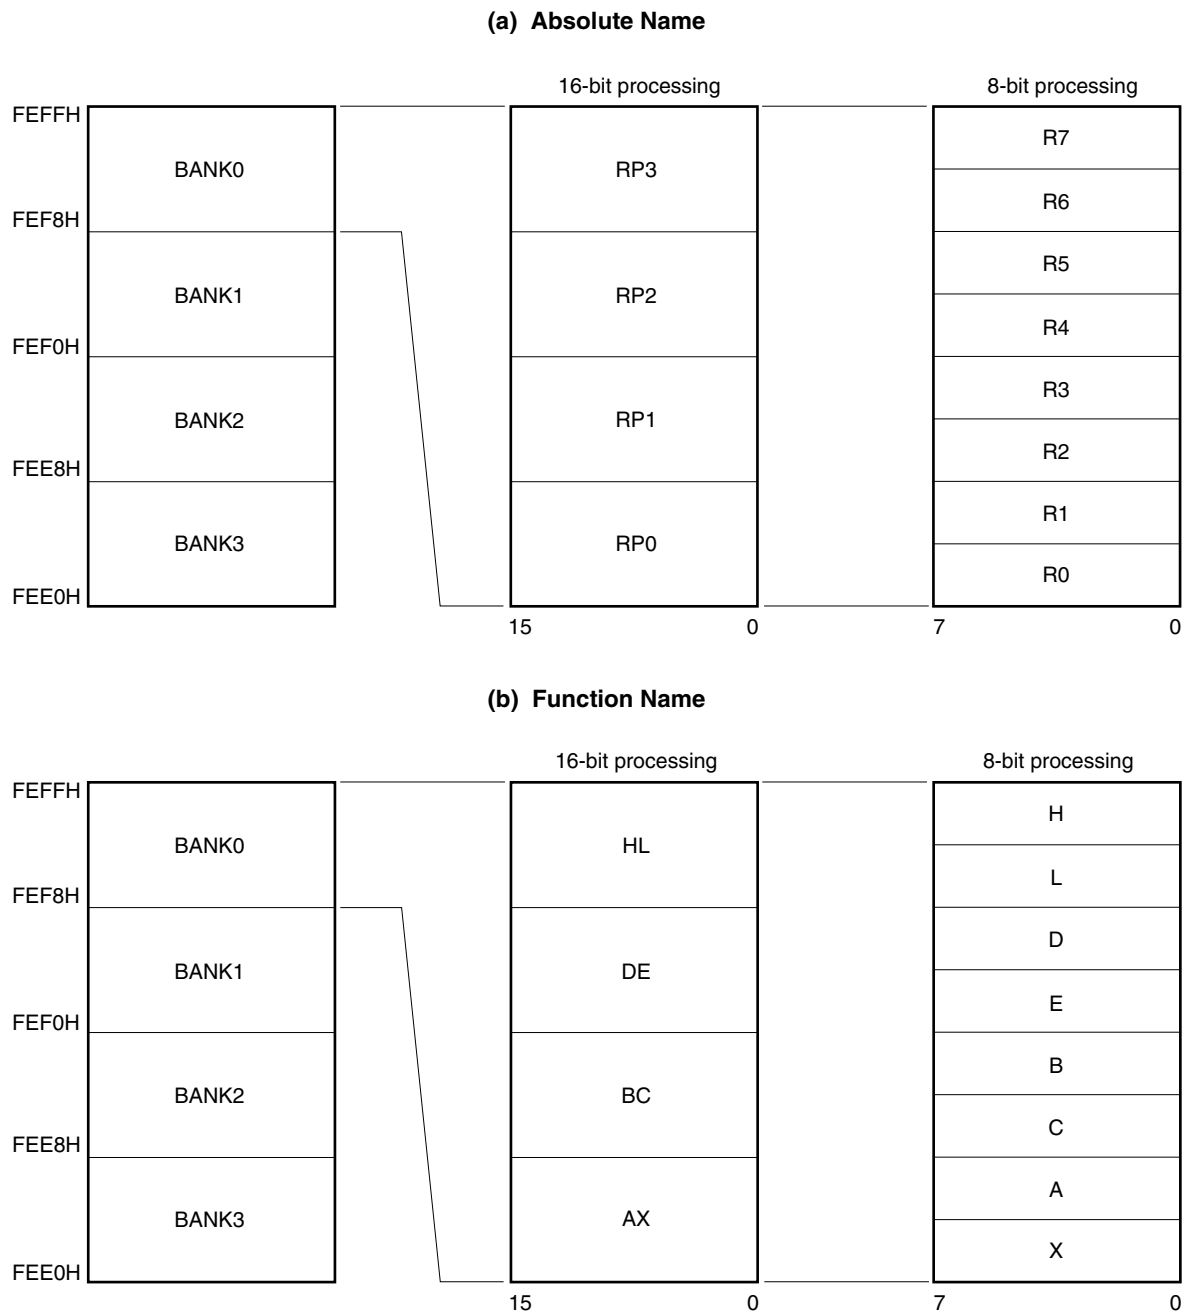 (a) Absolute Name
16-bit processing 8-bit processing
FEFFH
R7
BANK0 RP3
R6
FEF8H
R5
BANK1 RP2
R4
FEF0H
R3
BANK2 RP1
R2
FEE8H
R1
BANK3 RP0
R0
FEE0H
15 0 7 0
(b) Function Name
16-bit processing 8-bit processing
FEFFH
H
BANK0 HL
L
FEF8H
D
BANK1 DE
E
FEF0H
B
BANK2 BC
C
FEE8H
A
BANK3 AX
X
FEE0H
15 0 7 0